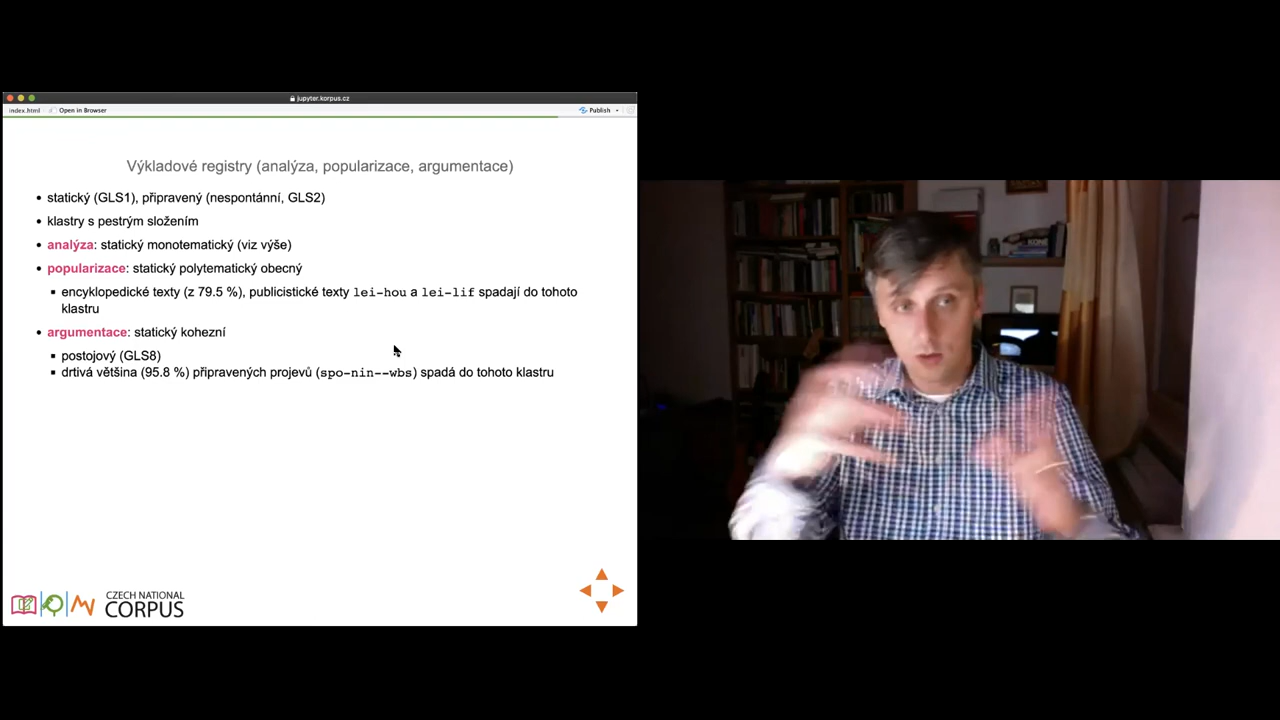 jupyter.korpus.cz
index.html
Open in Browser
Publish
Výkladové registry (analýza, popularizace, argumentace)
• statický (GLS1), připravený (nespontánní, GLS2)
• klastry s pestrým složením
• analýza: statický monotematický (viz výše)
• popularizace: statický polytematický obecný
▪ encyklopedické texty (z 79.5 %), publicistické texty lei-hou a lei-lif spadají do tohoto
klastru
• argumentace: statický kohezní
▪ postojový (GLS8)
▪ drtivá většina (95.8 %) připravených projevů (spo-nin--wbs) spadá do tohoto klastru
CZECH NATIONAL
CORPUS